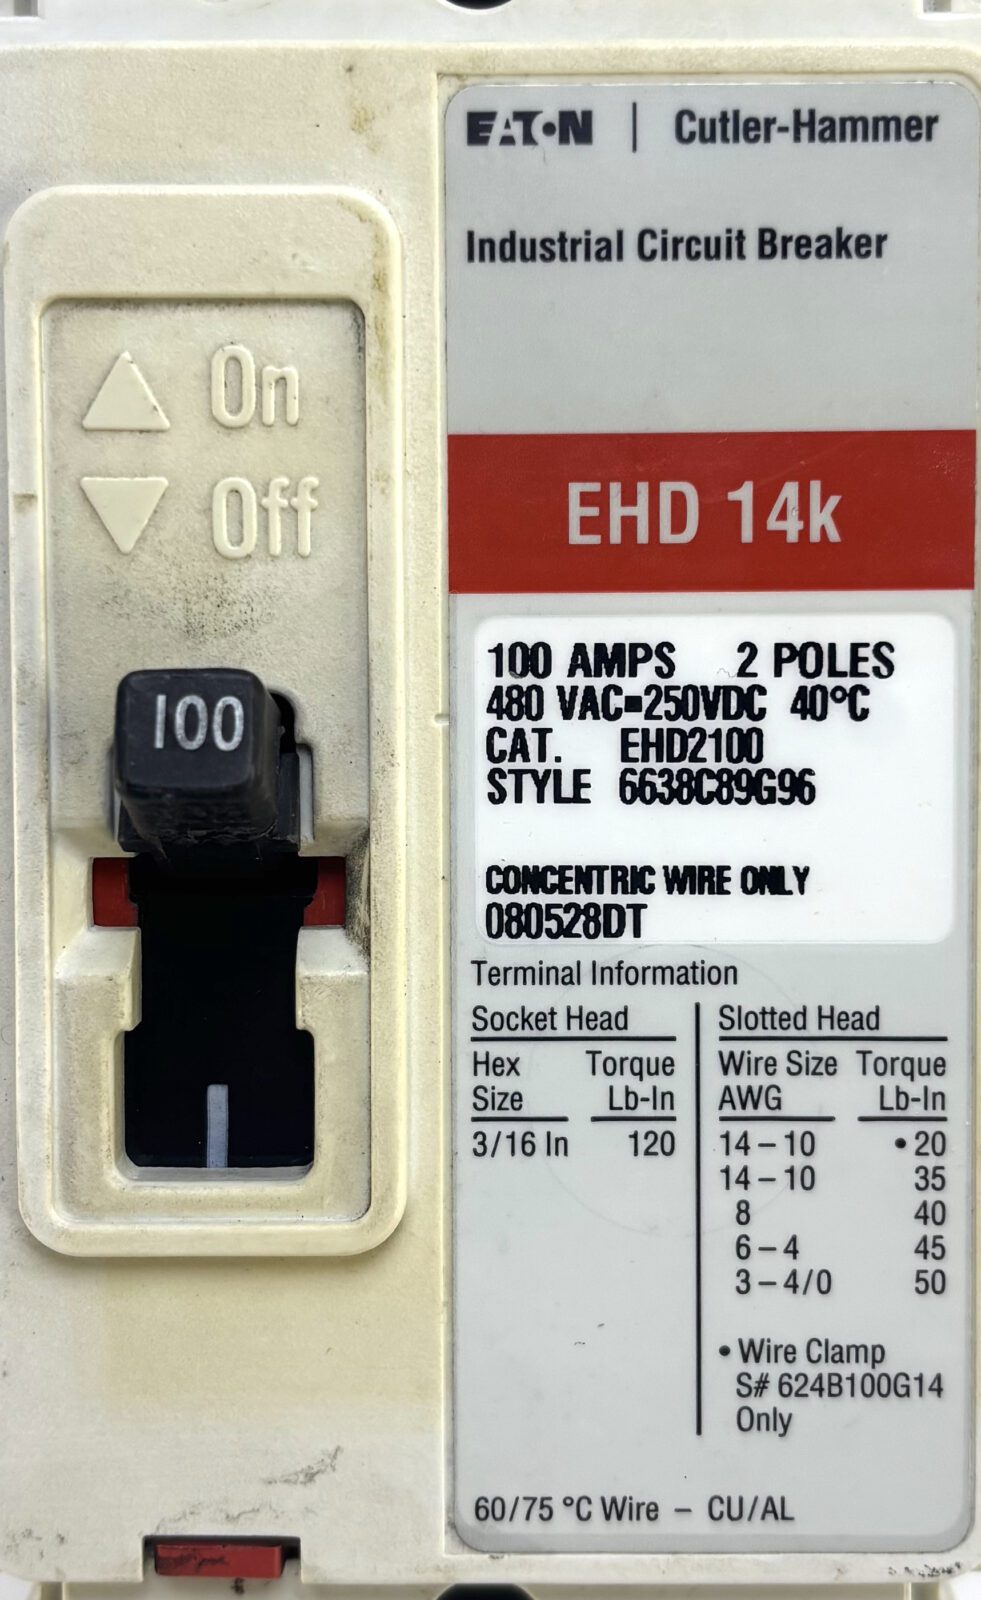 EATON | Cutler-Hammer
Industrial Circuit Breaker
On
Off
EHD 14k
100
100 AMPS 2 POLES
480 VAC▪250VDC 40°C
CAT. EHD2100
STYLE 6638C89G96
CONCENTRIC WIRE ONLY
080528DT
Terminal Information
Socket Head
Hex Size
Torque Lb-In
3/16 In 120
Slotted Head
Wire Size AWG
Torque Lb-In
14 – 10 • 20
14 – 10 35
8 40
6 – 4 45
3 – 4/0 50
• Wire Clamp
S# 624B100G14
Only
60/75 °C Wire – CU/AL